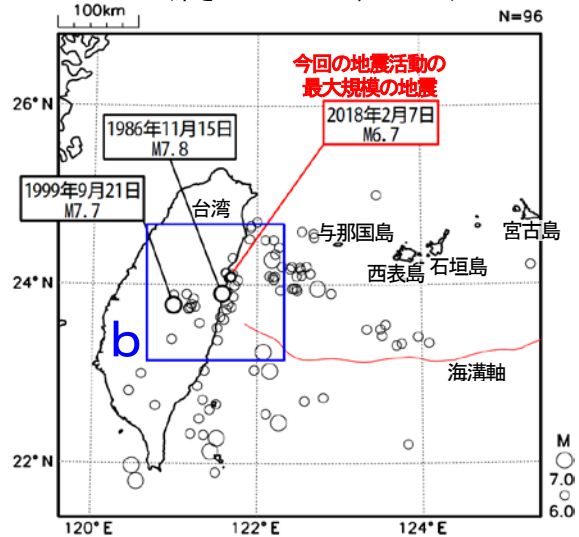 100km
N=96
今回の地震活動の
最大規模の地震
26°N
1986年11月15日
M7.8
2018年2月7日
M6.7
1999年9月21日
M7.7
台湾
与那国島
宮古島
西表島
石垣島
24°N
b
海溝軸
22°N
M
7.0
6.0
120°E
122°E
124°E